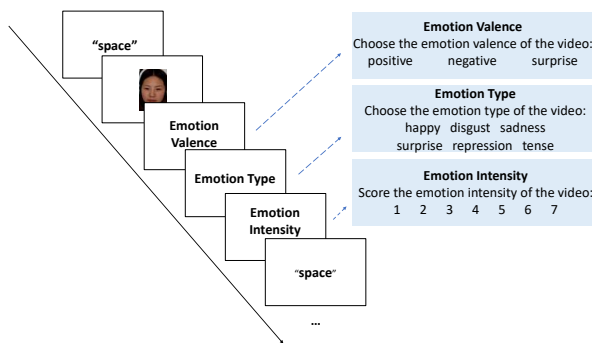 “space”
Emotion
Valence
Emotion Type
Emotion
Intensity
“space”
...
Emotion Valence
Choose the emotion valence of the video:
positive negative surprise
Emotion Type
Choose the emotion type of the video:
happy disgust sadness
surprise repression tense
Emotion Intensity
Score the emotion intensity of the video:
1 2 3 4 5 6 7